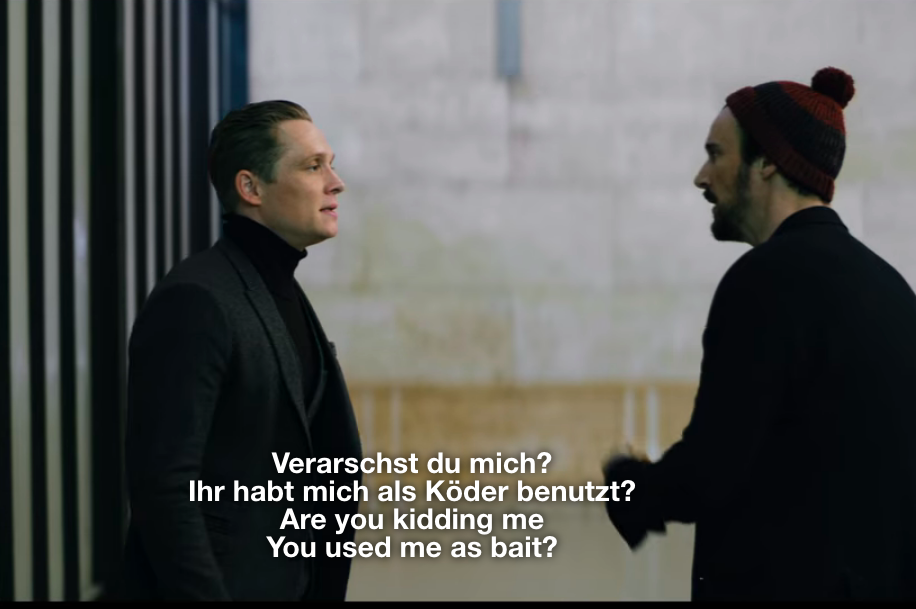 Verarschst du mich?
Ihr habt mich als Köder benutzt?
Are you kidding me
You used me as bait?